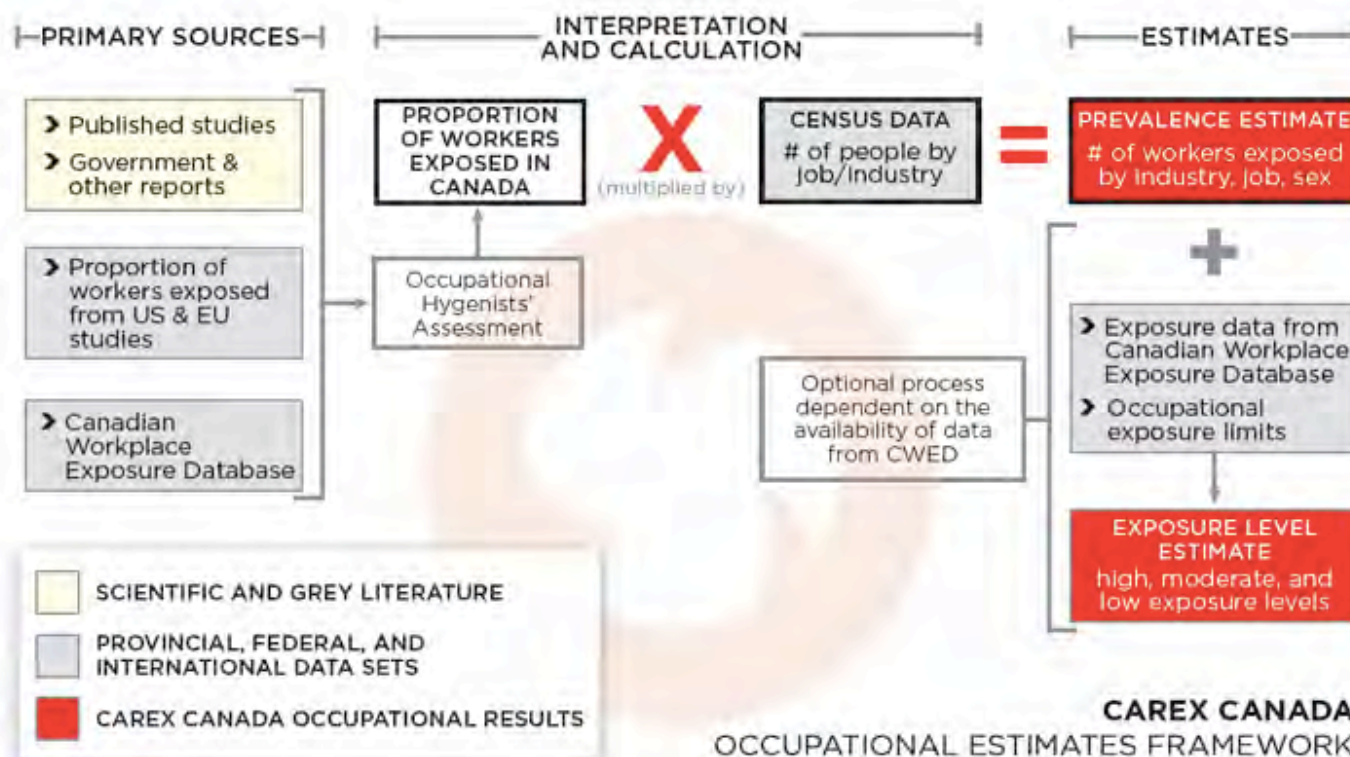 PRIMARY SOURCES
INTERPRETATION
AND CALCULATION
ESTIMATES
> Published studies
> Government &
other reports
> Proportion of
workers exposed
from US & EU
studies
> Canadian
Workplace
Exposure Database
PROPORTION
OF WORKERS
EXPOSED IN
CANADA
Occupational
Hygenists'
Assessment
X
(multiplied by)
CENSUS DATA
# of people by
job/industry
=
PREVALENCE ESTIMATE
# of workers exposed
by industry, job, sex
+
Optional process
dependent on the
availability of data
from CWED
> Exposure data from
Canadian Workplace
Exposure Database
> Occupational
exposure limits
EXPOSURE LEVEL
ESTIMATE
high, moderate, and
low exposure levels
SCIENTIFIC AND GREY LITERATURE
PROVINCIAL, FEDERAL, AND
INTERNATIONAL DATA SETS
CAREX CANADA OCCUPATIONAL RESULTS
CAREX CANADA
OCCUPATIONAL ESTIMATES FRAMEWORK